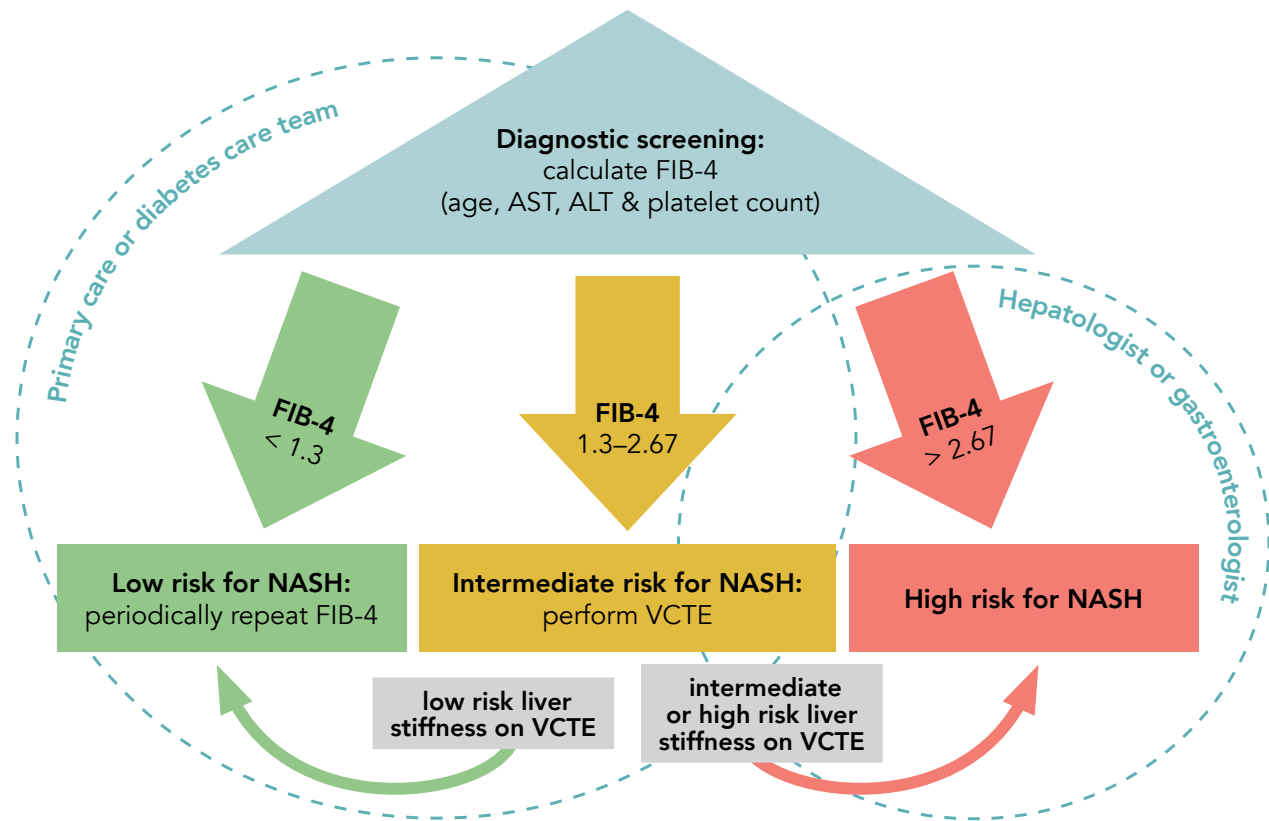 Primary care or diabetes care team
Diagnostic screening:
calculate FIB-4
(age, AST, ALT & platelet count)
Hepatologist or gastroenterologist
FIB-4
< 1.3
FIB-4
1.3–2.67
FIB-4
> 2.67
Low risk for NASH:
periodically repeat FIB-4
Intermediate risk for NASH:
perform VCTE
High risk for NASH
low risk liver
stiffness on VCTE
intermediate
or high risk liver
stiffness on VCTE